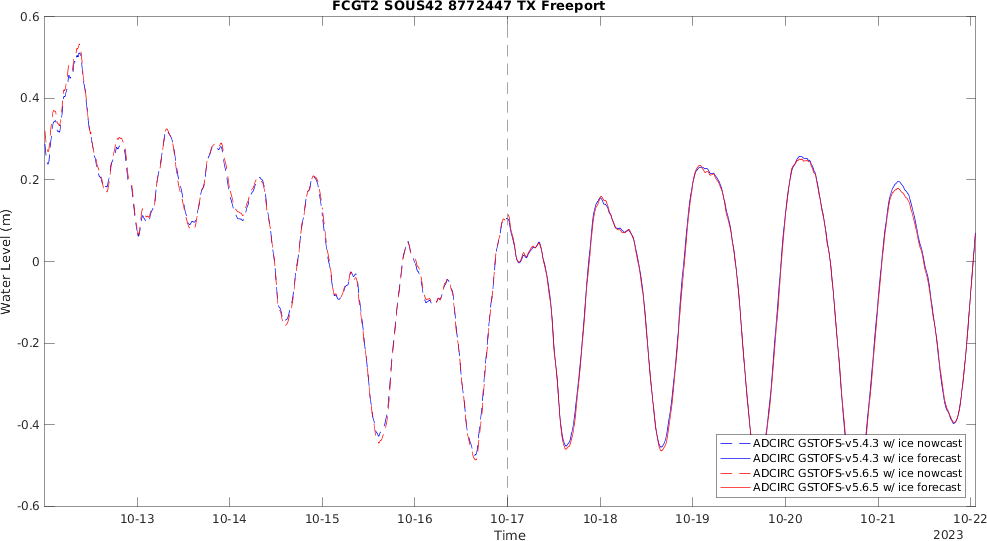 FCGT2 SOUS42 8772447 TX Freeport
0.6
0.4
0.2
0
-0.2
-0.4
-0.6
Water Level (m)
10-13 10-14 10-15 10-16 10-17 10-18 10-19 10-20 10-21 10-22
Time
2023
ADCIRC GSTOFS-v5.4.3 w/ ice nowcast
ADCIRC GSTOFS-v5.4.3 w/ ice forecast
ADCIRC GSTOFS-v5.6.5 w/ ice nowcast
ADCIRC GSTOFS-v5.6.5 w/ ice forecast